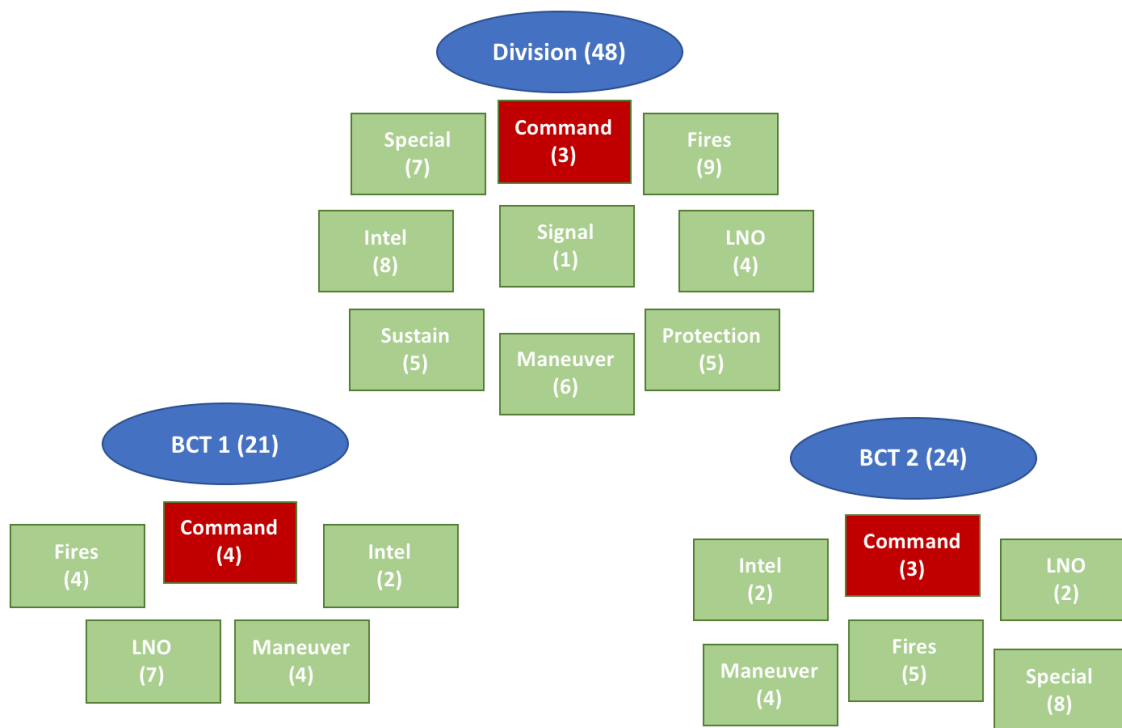 Division (48)
Special
(7)
Command
(3)
Fires
(9)
Intel
(8)
Signal
(1)
LNO
(4)
Sustain
(5)
Maneuver
(6)
Protection
(5)
BCT 1 (21)
Fires
(4)
Command
(4)
Intel
(2)
LNO
(7)
Maneuver
(4)
BCT 2 (24)
Intel
(2)
Command
(3)
LNO
(2)
Maneuver
(4)
Fires
(5)
Special
(8)